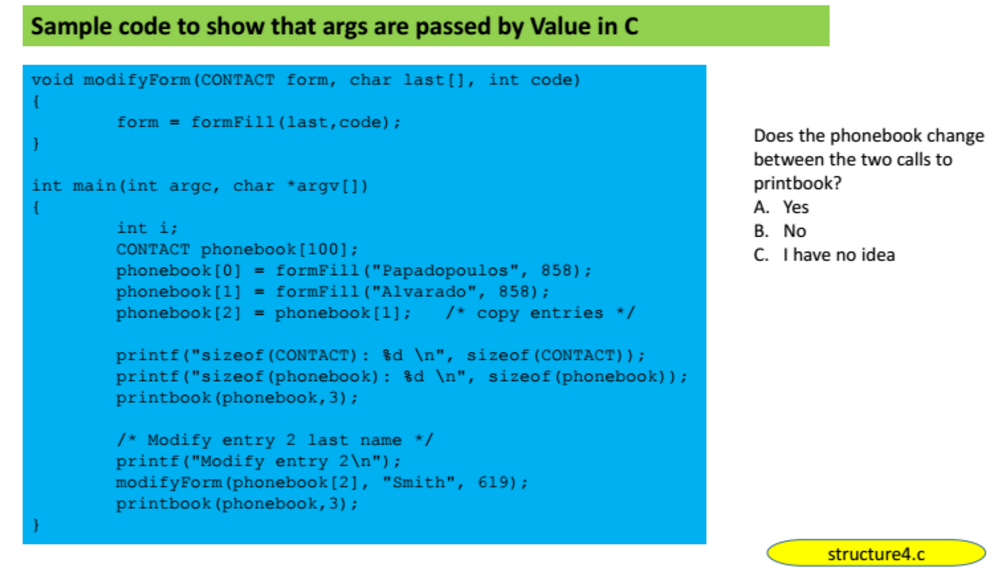 Sample code to show that args are passed by Value in C
void modifyForm(CONTACT form, char last[], int code)
{
form = formFill(last,code);
}
int main(int argc, char *argv[])
{
int i;
CONTACT phonebook[100];
phonebook[0] = formFill("Papadopoulos", 858);
phonebook[1] = formFill("Alvarado", 858);
phonebook[2] = phonebook[1]; /* copy entries */
printf("sizeof(CONTACT): %d \n", sizeof(CONTACT));
printf("sizeof(phonebook): %d \n", sizeof(phonebook));
printbook(phonebook,3);
/* Modify entry 2 last name */
printf("Modify entry 2\n");
modifyForm(phonebook[2], "Smith", 619);
printbook(phonebook,3);
}
Does the phonebook change
between the two calls to
printbook?
A. Yes
B. No
C. I have no idea
structure4.c